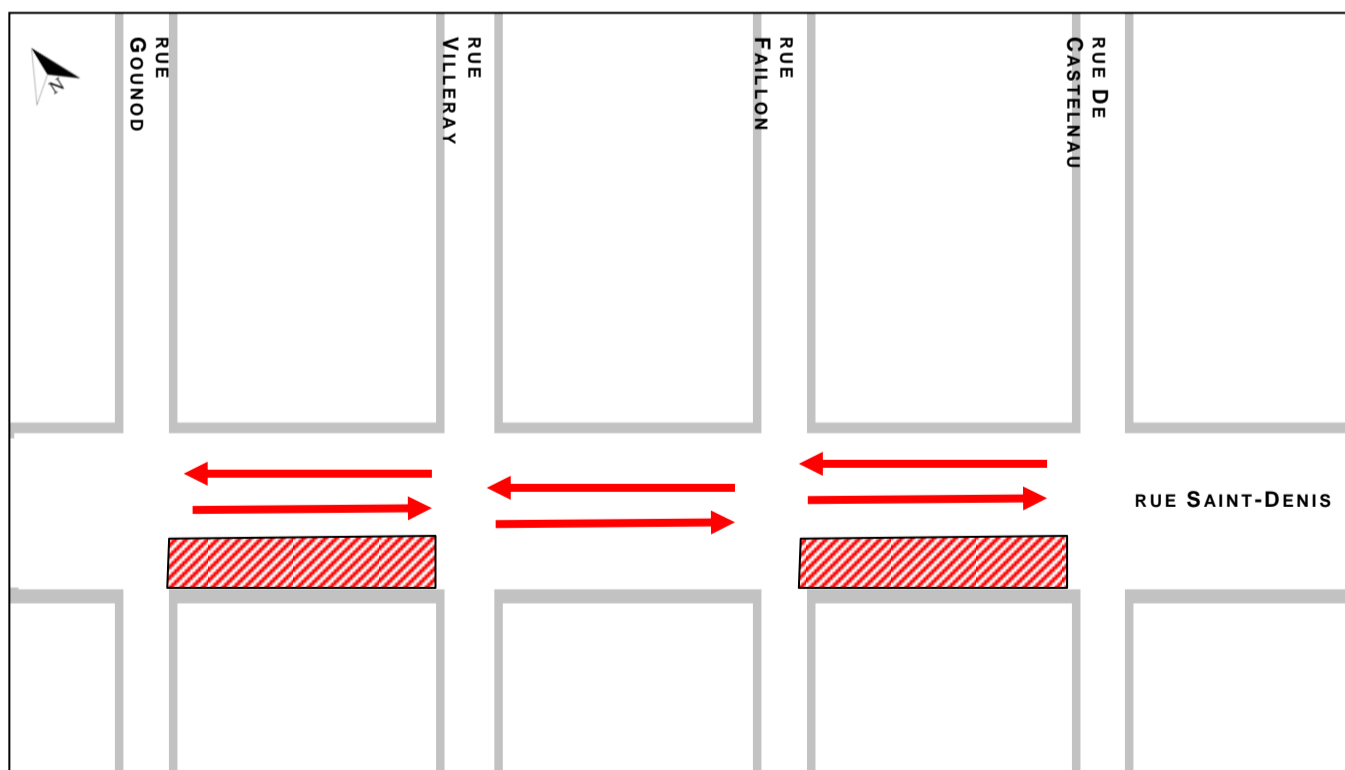 N
RUE
GOUNOD
RUE
VILLERAY
RUE
FAILLON
RUE DE
CASTELNAU
RUE SAINT-DENIS